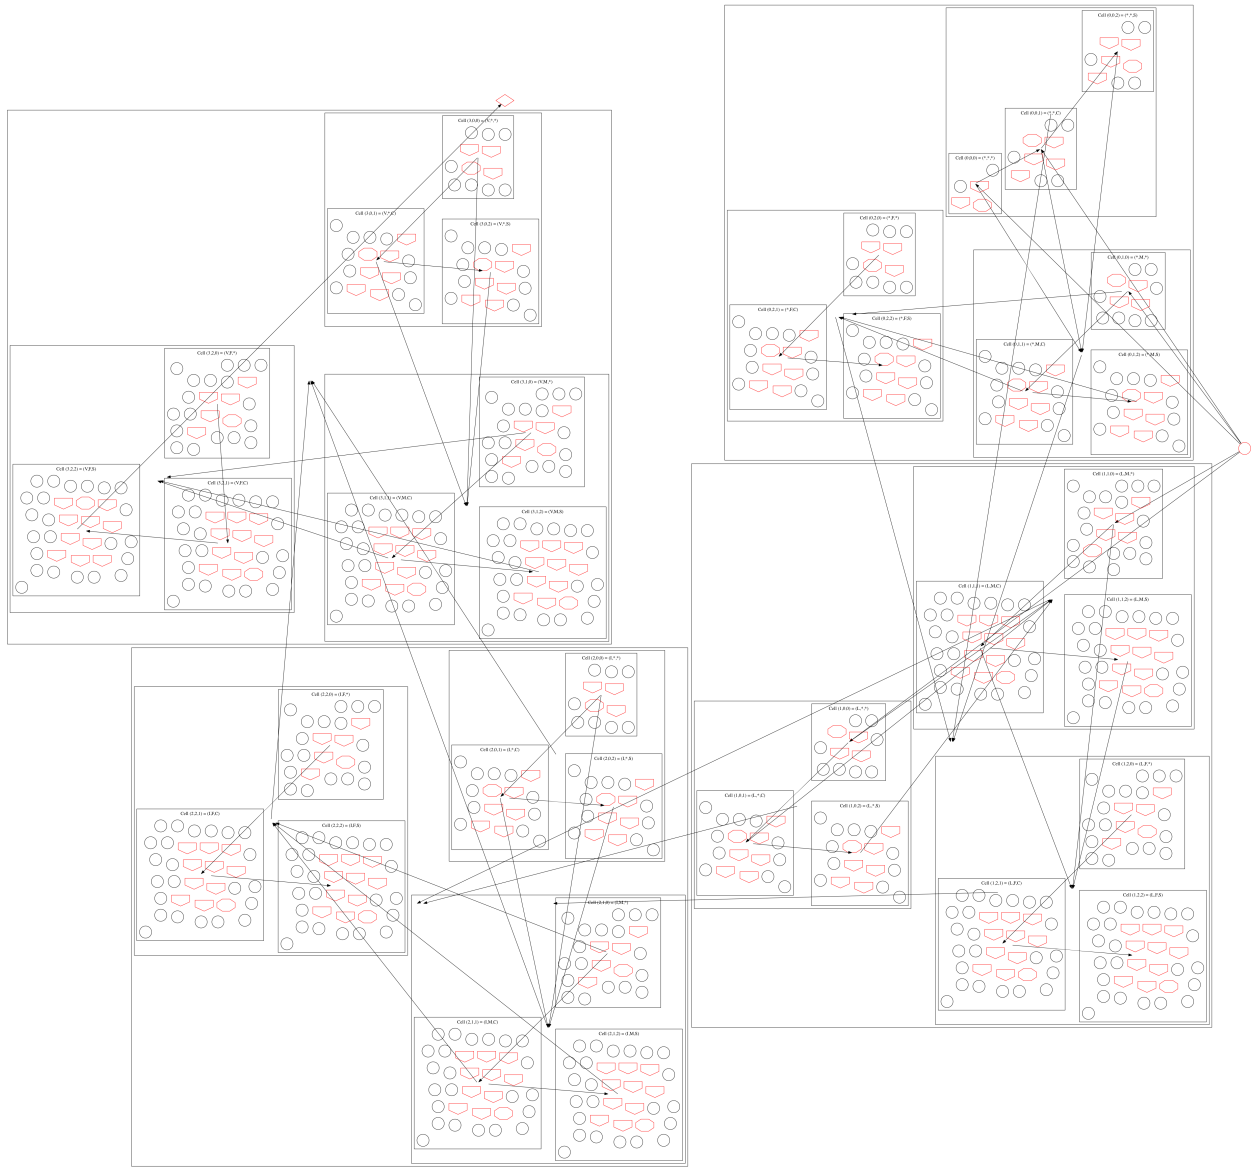 Cell (0,0,2) = (*,*,S)
Cell (0,0,1) = (*,*,C)
Cell (0,0,0) = (*,*,*)
Cell (3,0,0) = (V,*,*)
Cell (3,0,1) = (V,*,C)
Cell (3,0,2) = (V,*,S)
Cell (0,2,0) = (*,F,*)
Cell (0,1,0) = (*,M,*)
Cell (0,2,1) = (*,F,C)
Cell (0,2,2) = (*,F,S)
Cell (0,1,1) = (*,M,C)
Cell (0,1,2) = (*,M,S)
Cell (3,2,0) = (V,F,*)
Cell (3,1,0) = (V,M,*)
Cell (3,2,2) = (V,F,S)
Cell (3,2,1) = (V,F,C)
Cell (3,1,1) = (V,M,C)
Cell (3,1,2) = (V,M,S)
Cell (1,1,0) = (L,M,*)
Cell (1,1,1) = (L,M,C)
Cell (1,1,2) = (L,M,S)
Cell (2,0,0) = (I,*,*)
Cell (2,2,0) = (I,F,*)
Cell (1,0,0) = (L,*,*)
Cell (2,0,1) = (I,*,C)
Cell (2,0,2) = (I,*,S)
Cell (1,2,0) = (L,F,*)
Cell (1,0,1) = (L,*,C)
Cell (1,0,2) = (L,*,S)
Cell (2,2,1) = (I,F,C)
Cell (2,2,2) = (I,F,S)
Cell (1,2,1) = (L,F,C)
Cell (1,2,2) = (L,F,S)
Cell (2,1,0) = (I,M,*)
Cell (2,1,1) = (I,M,C)
Cell (2,1,2) = (I,M,S)